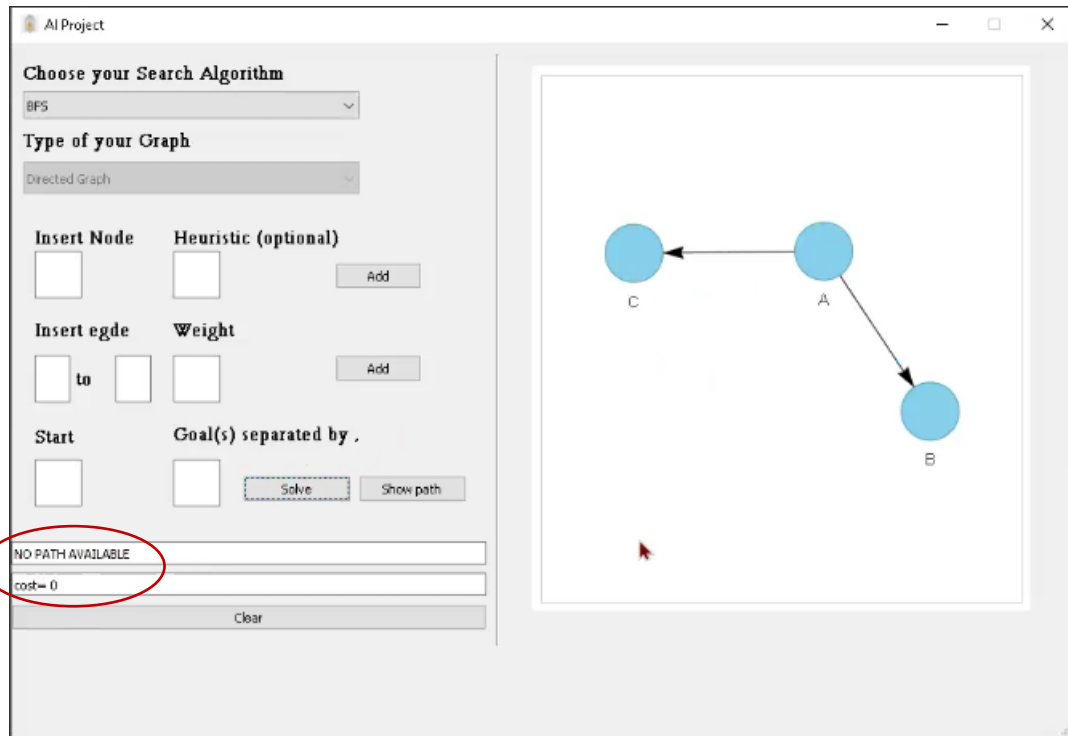 AI Project
Choose your Search Algorithm
BFS
Type of your Graph
Directed Graph
Insert Node Heuristic (optional)
Add
Insert egde Weight
to Add
Start Goal(s) separated by ,
Solve Show path
NO PATH AVAILABLE
cost= 0
Clear
C A
B